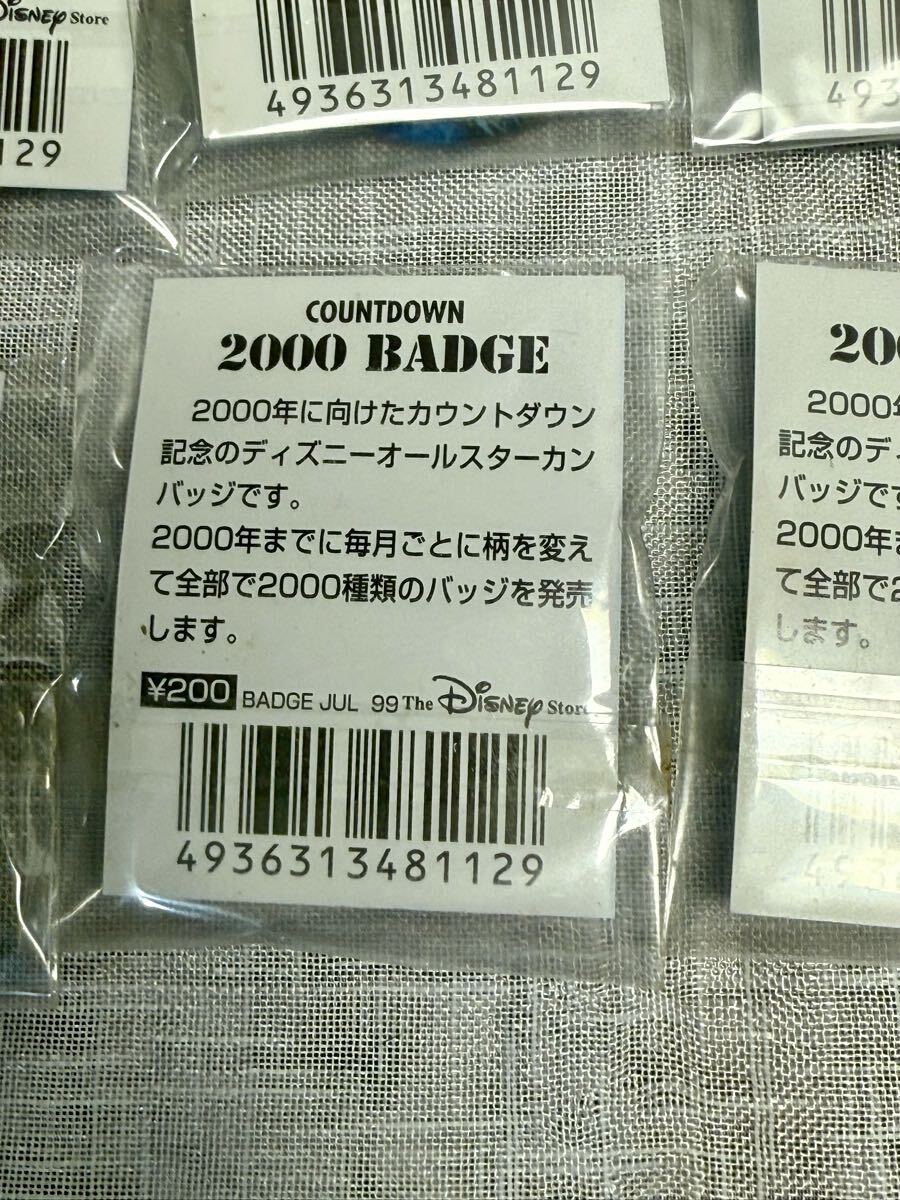 Disney Store
129
4936313481129
493
COUNTDOWN
2000 BADGE
2000年に向けたカウントダウン
記念のディズニーオールスターカン
バッジです。
2000年までに毎月ごとに柄を変え
て全部で2000種類のバッジを発売
します。
¥200 BADGE JUL 99 The Disney Store
4936313481129
2000年
記念のデ
バッジで
2000年
て全部で
します。